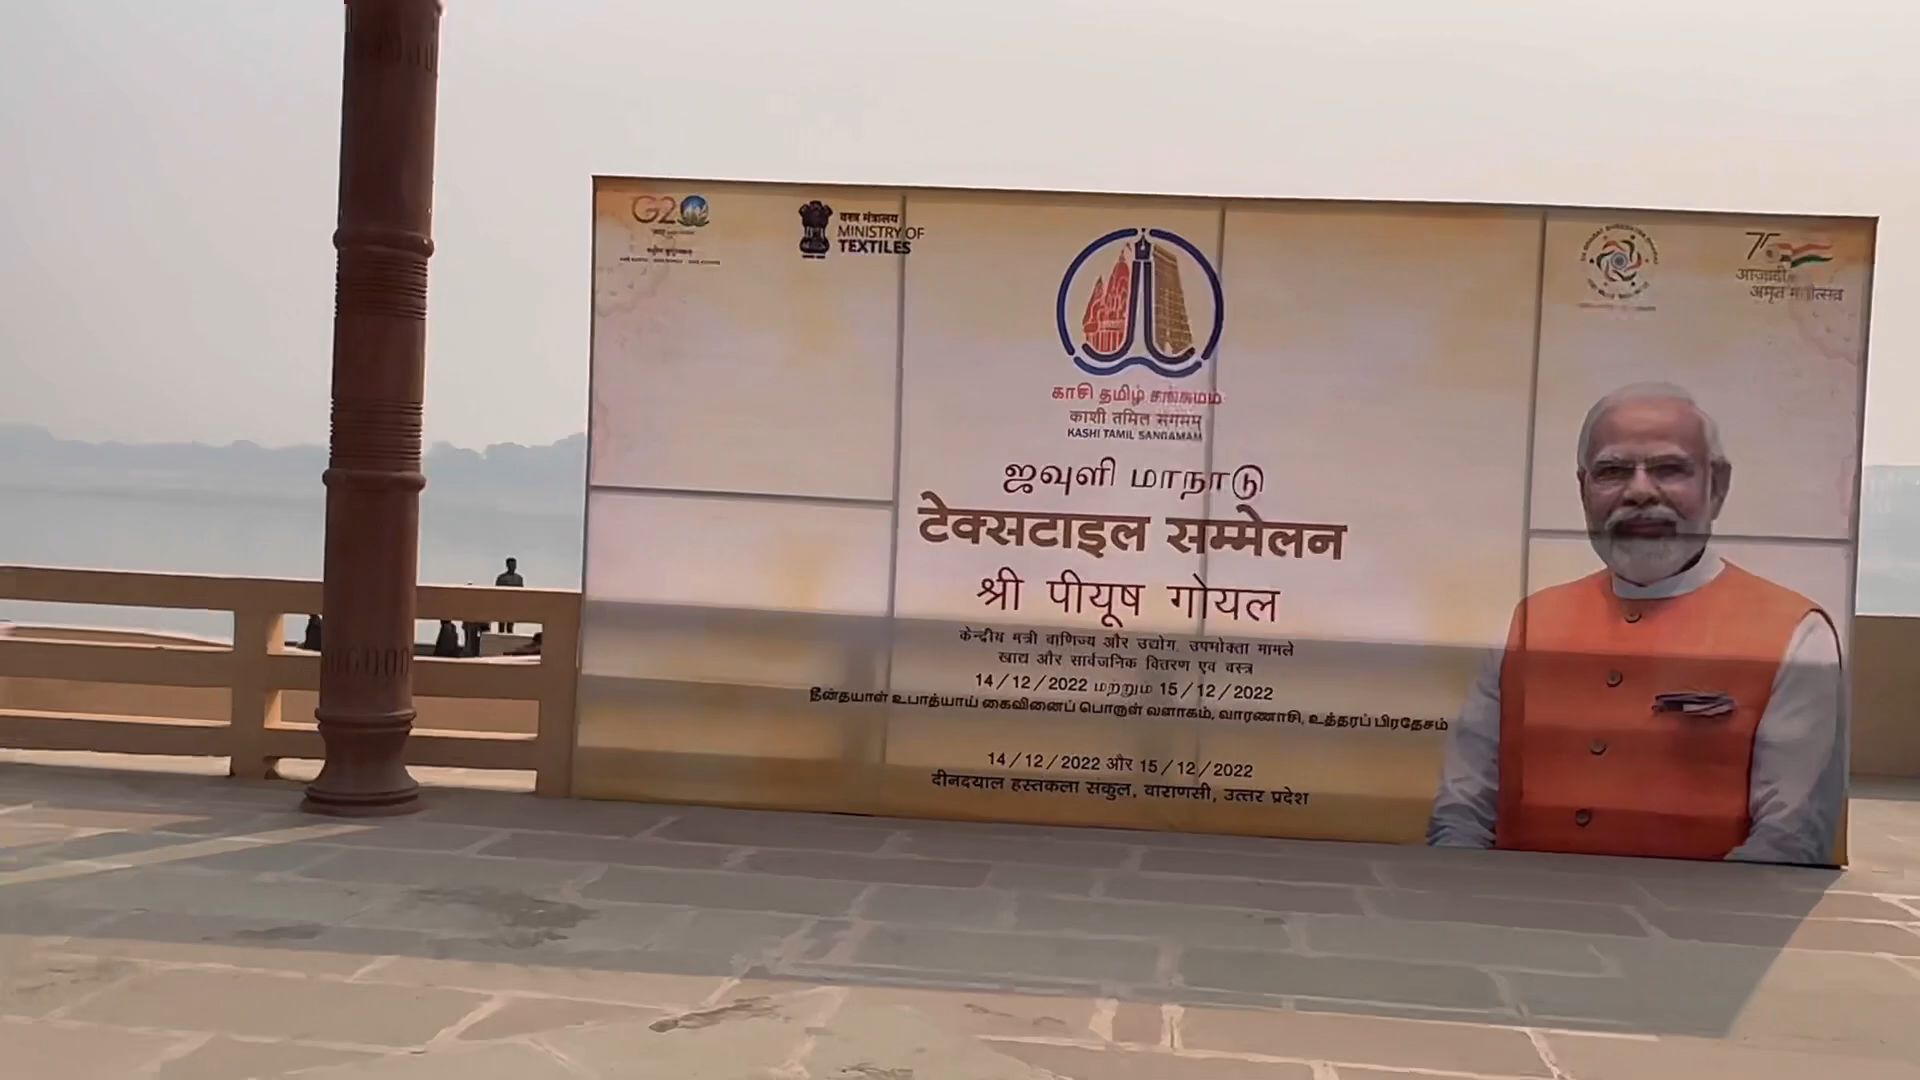 G20
वस्त्र मंत्रालय
MINISTRY OF
TEXTILES
75
आज़ादी का
अमृत महोत्सव
காசி தமிழ் சங்கமம்
काशी तमिल संगमम्
KASHI TAMIL SANGAMAM
ஜவுளி மாநாடு
टेक्सटाइल सम्मेलन
श्री पीयूष गोयल
केन्द्रीय मंत्री वाणिज्य और उद्योग, उपभोक्ता मामले
खाद्य और सार्वजनिक वितरण एवं वस्त्र
14/12/2022 மற்றும் 15/12/2022
தீன்தயாள் உபாத்யாய் கைவினைப் பொருள் வளாகம், வாரணாசி, உத்தரப் பிரதேசம்
14/12/2022 और 15/12/2022
दीनदयाल हस्तकला संकुल, वाराणसी, उत्तर प्रदेश